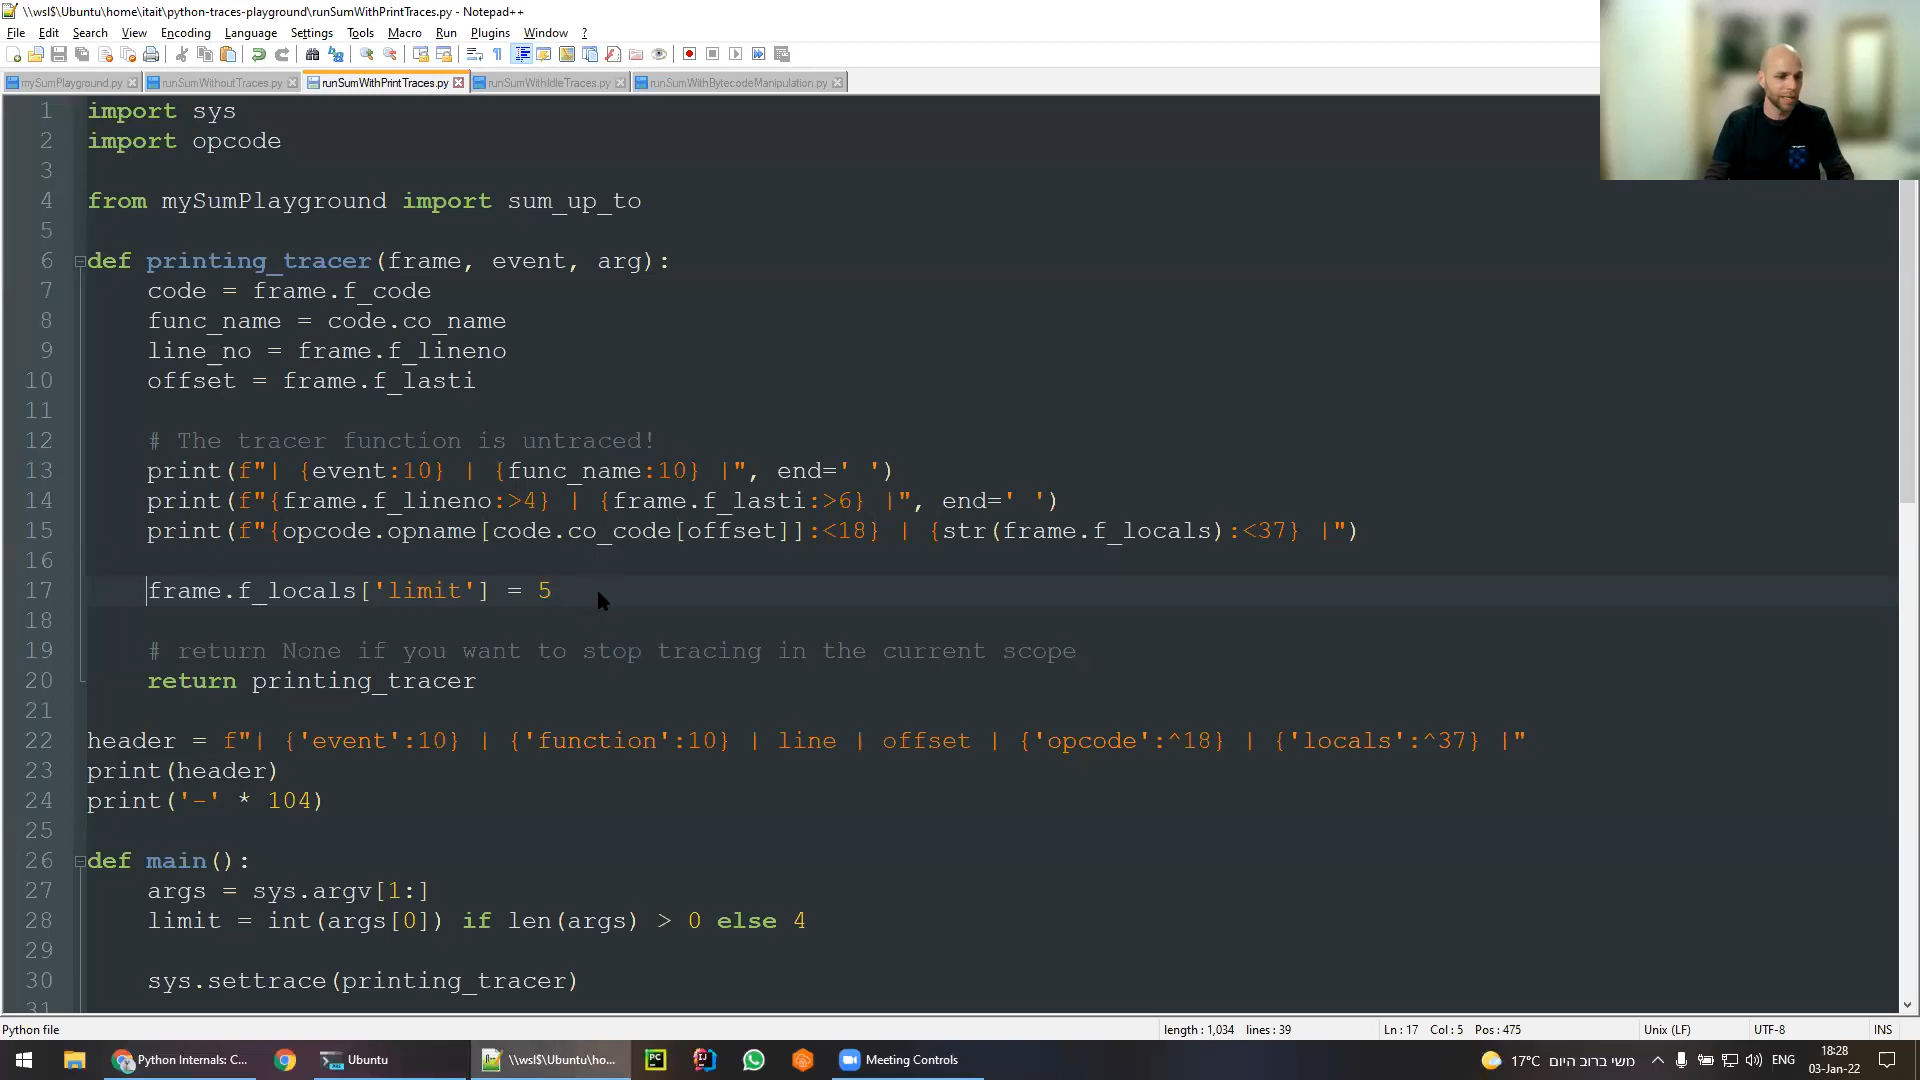 \\wsl$\Ubuntu\home\itait\python-traces-playground\runSumWithPrintTraces.py - Notepad++
File Edit Search View Encoding Language Settings Tools Macro Run Plugins Window ?
mySumPlayground.py runSumWithoutTraces.py runSumWithPrintTraces.py runSumWithIdleTraces.py runSumWithBytecodeManipulation.py
1 import sys
2 import opcode
3
4 from mySumPlayground import sum_up_to
5
6 def printing_tracer(frame, event, arg):
7 code = frame.f_code
8 func_name = code.co_name
9 line_no = frame.f_lineno
10 offset = frame.f_lasti
11
12 # The tracer function is untraced!
13 print(f"| {event:10} | {func_name:10} |", end=' ')
14 print(f"{frame.f_lineno:>4} | {frame.f_lasti:>6} |", end=' ')
15 print(f"{opcode.opname[code.co_code[offset]]:<18} | {str(frame.f_locals):<37} |")
16
17 frame.f_locals['limit'] = 5
18
19 # return None if you want to stop tracing in the current scope
20 return printing_tracer
21
22 header = f"| {'event':10} | {'function':10} | line | offset | {'opcode':^18} | {'locals':^37} |"
23 print(header)
24 print('-' * 104)
25
26 def main():
27 args = sys.argv[1:]
28 limit = int(args[0]) if len(args) > 0 else 4
29
30 sys.settrace(printing_tracer)
31
Python file length : 1,034 lines : 39 Ln : 17 Col : 5 Pos : 475 Unix (LF) UTF-8 INS
Python Internals: C... Ubuntu \\wsl$\Ubuntu\ho... Meeting Controls 17°C משי ברוב היום ENG 18:28
03-Jan-22